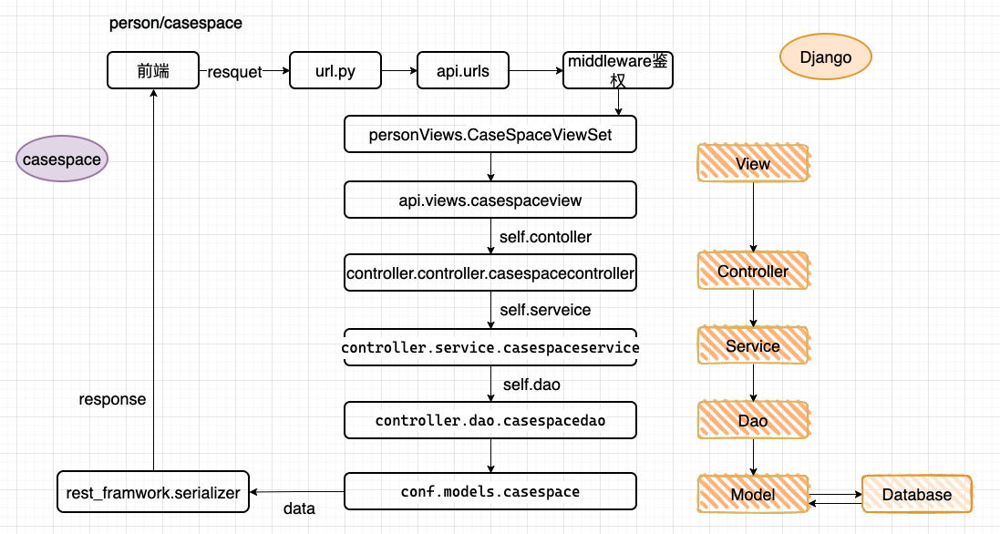 person/casespace
前端
resquet
url.py
api.urls
middleware鉴
权
Django
personViews.CaseSpaceViewSet
casespace
View
api.views.casespaceview
self.contoller
controller.controller.casespacecontroller
Controller
self.serveice
controller.service.casespaceservice
Service
self.dao
response
controller.dao.casespacedao
Dao
rest_framwork.serializer
data
conf.models.casespace
Model
Database